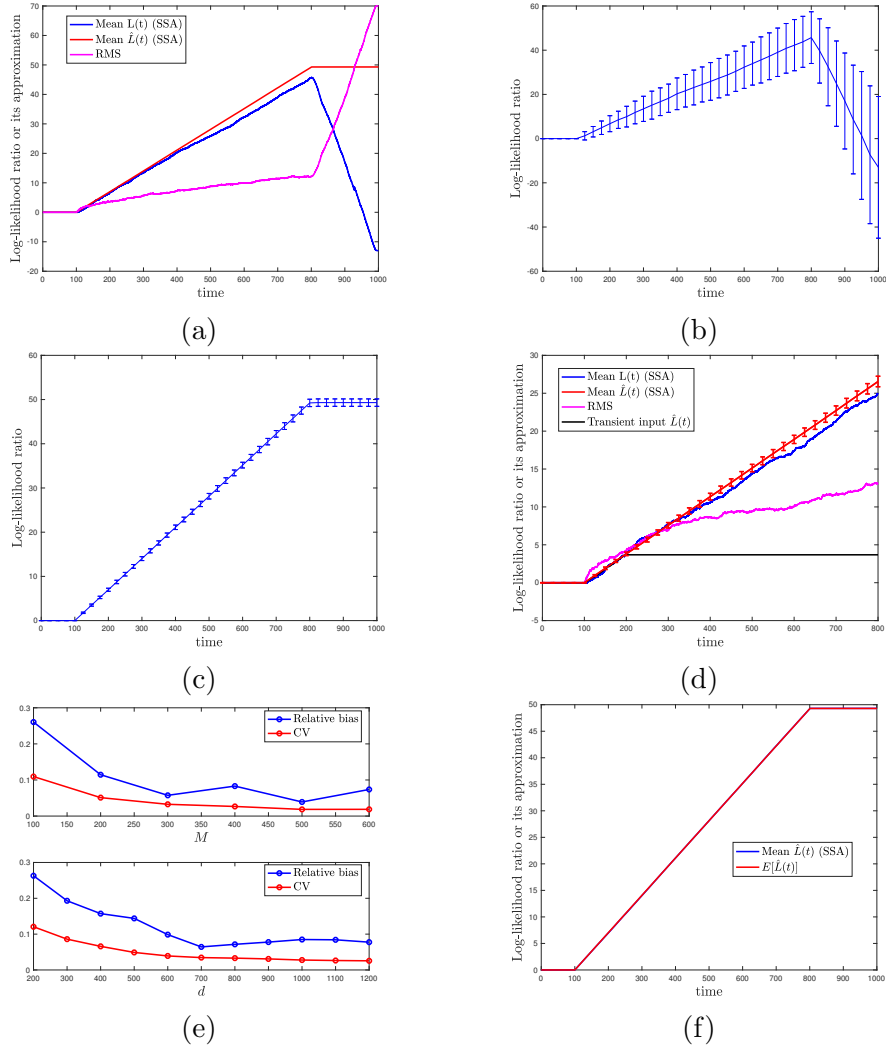 Log-likelihood ratio or its approximation
70
60
50
40
30
20
10
0
-10
-20
Mean L(t) (SSA)
Mean L̂(t) (SSA)
RMS
0 100 200 300 400 500 600 700 800 900 1000
time
(a)
Log-likelihood ratio
60
40
20
0
-20
-40
-60
0 100 200 300 400 500 600 700 800 900 1000
time
(b)
Log-likelihood ratio
60
50
40
30
20
10
0
0 100 200 300 400 500 600 700 800 900 1000
time
(c)
Log-likelihood ratio or its approximation
30
25
20
15
10
5
0
-5
Mean L(t) (SSA)
Mean L̂(t) (SSA)
RMS
Transient input L̂(t)
0 100 200 300 400 500 600 700 800
time
(d)
0.3
0.2
0.1
0
Relative bias
CV
100 150 200 250 300 350 400 450 500 550 600
M
0.3
0.2
0.1
0
Relative bias
CV
200 300 400 500 600 700 800 900 1000 1100 1200
d
(e)
Log-likelihood ratio or its approximation
50
45
40
35
30
25
20
15
10
5
0
Mean L̂(t) (SSA)
E[L̂(t)]
0 100 200 300 400 500 600 700 800 900 1000
time
(f)